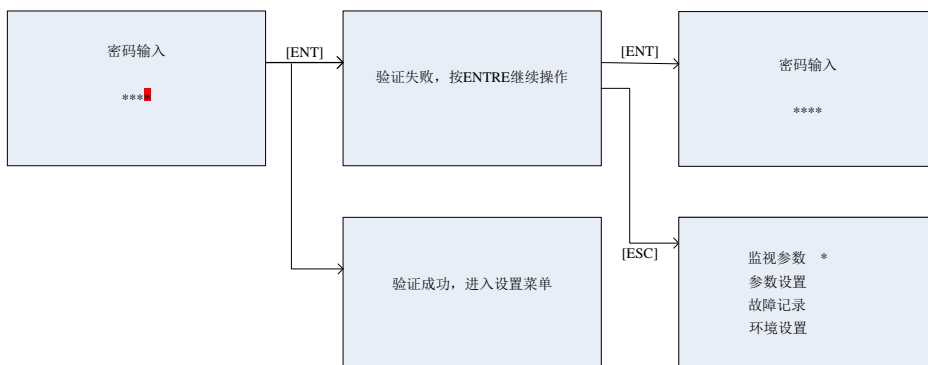 密码输入
****
[ENT]
验证失败，按ENTRE继续操作
[ENT]
密码输入
****
验证成功，进入设置菜单
[ESC]
监视参数 *
参数设置
故障记录
环境设置